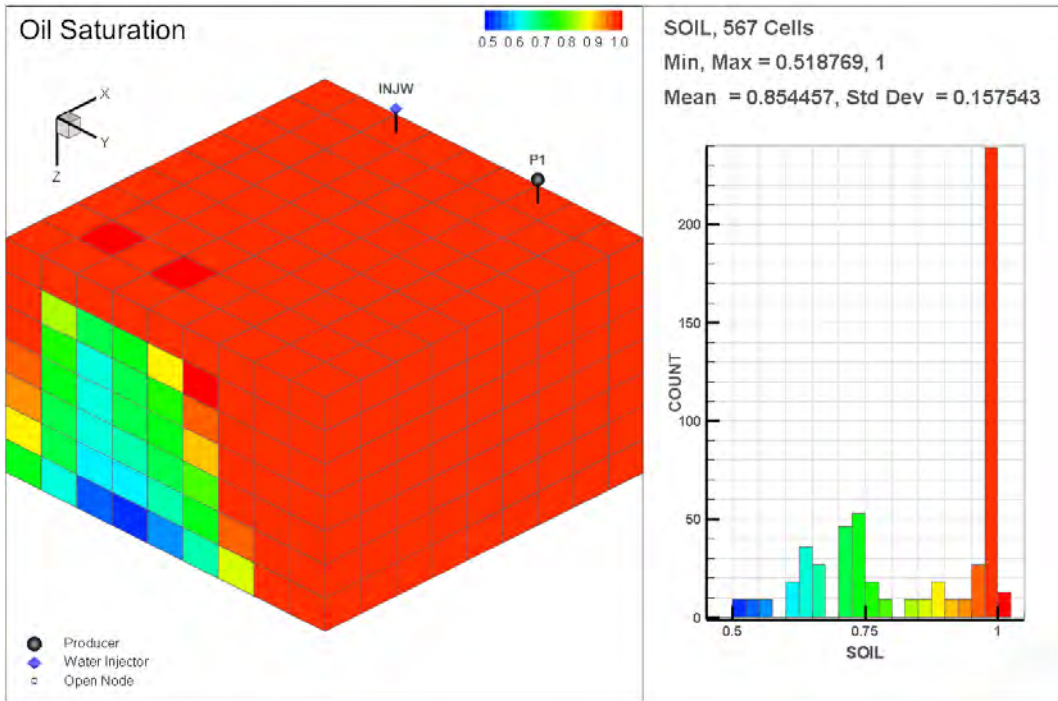 Oil Saturation
0.5 0.6 0.7 0.8 0.9 1.0
INJW
P1
X
Y
Z
Producer
Water Injector
Open Node
SOIL, 567 Cells
Min, Max = 0.518769, 1
Mean = 0.854457, Std Dev = 0.157543
COUNT
200
150
100
50
0
0.5 0.75 1
SOIL